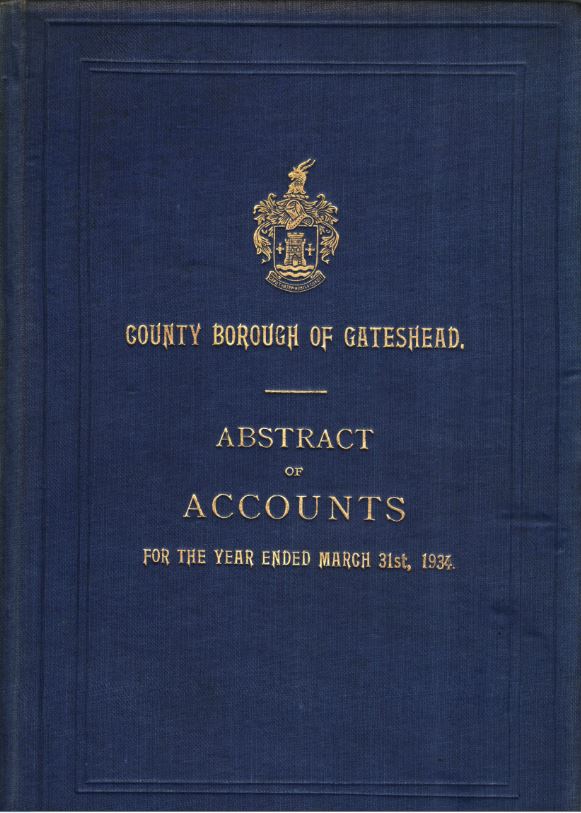 COUNTY BOROUGH OF GATESHEAD.
ABSTRACT
OF
ACCOUNTS
FOR THE YEAR ENDED MARCH 31st, 1934.